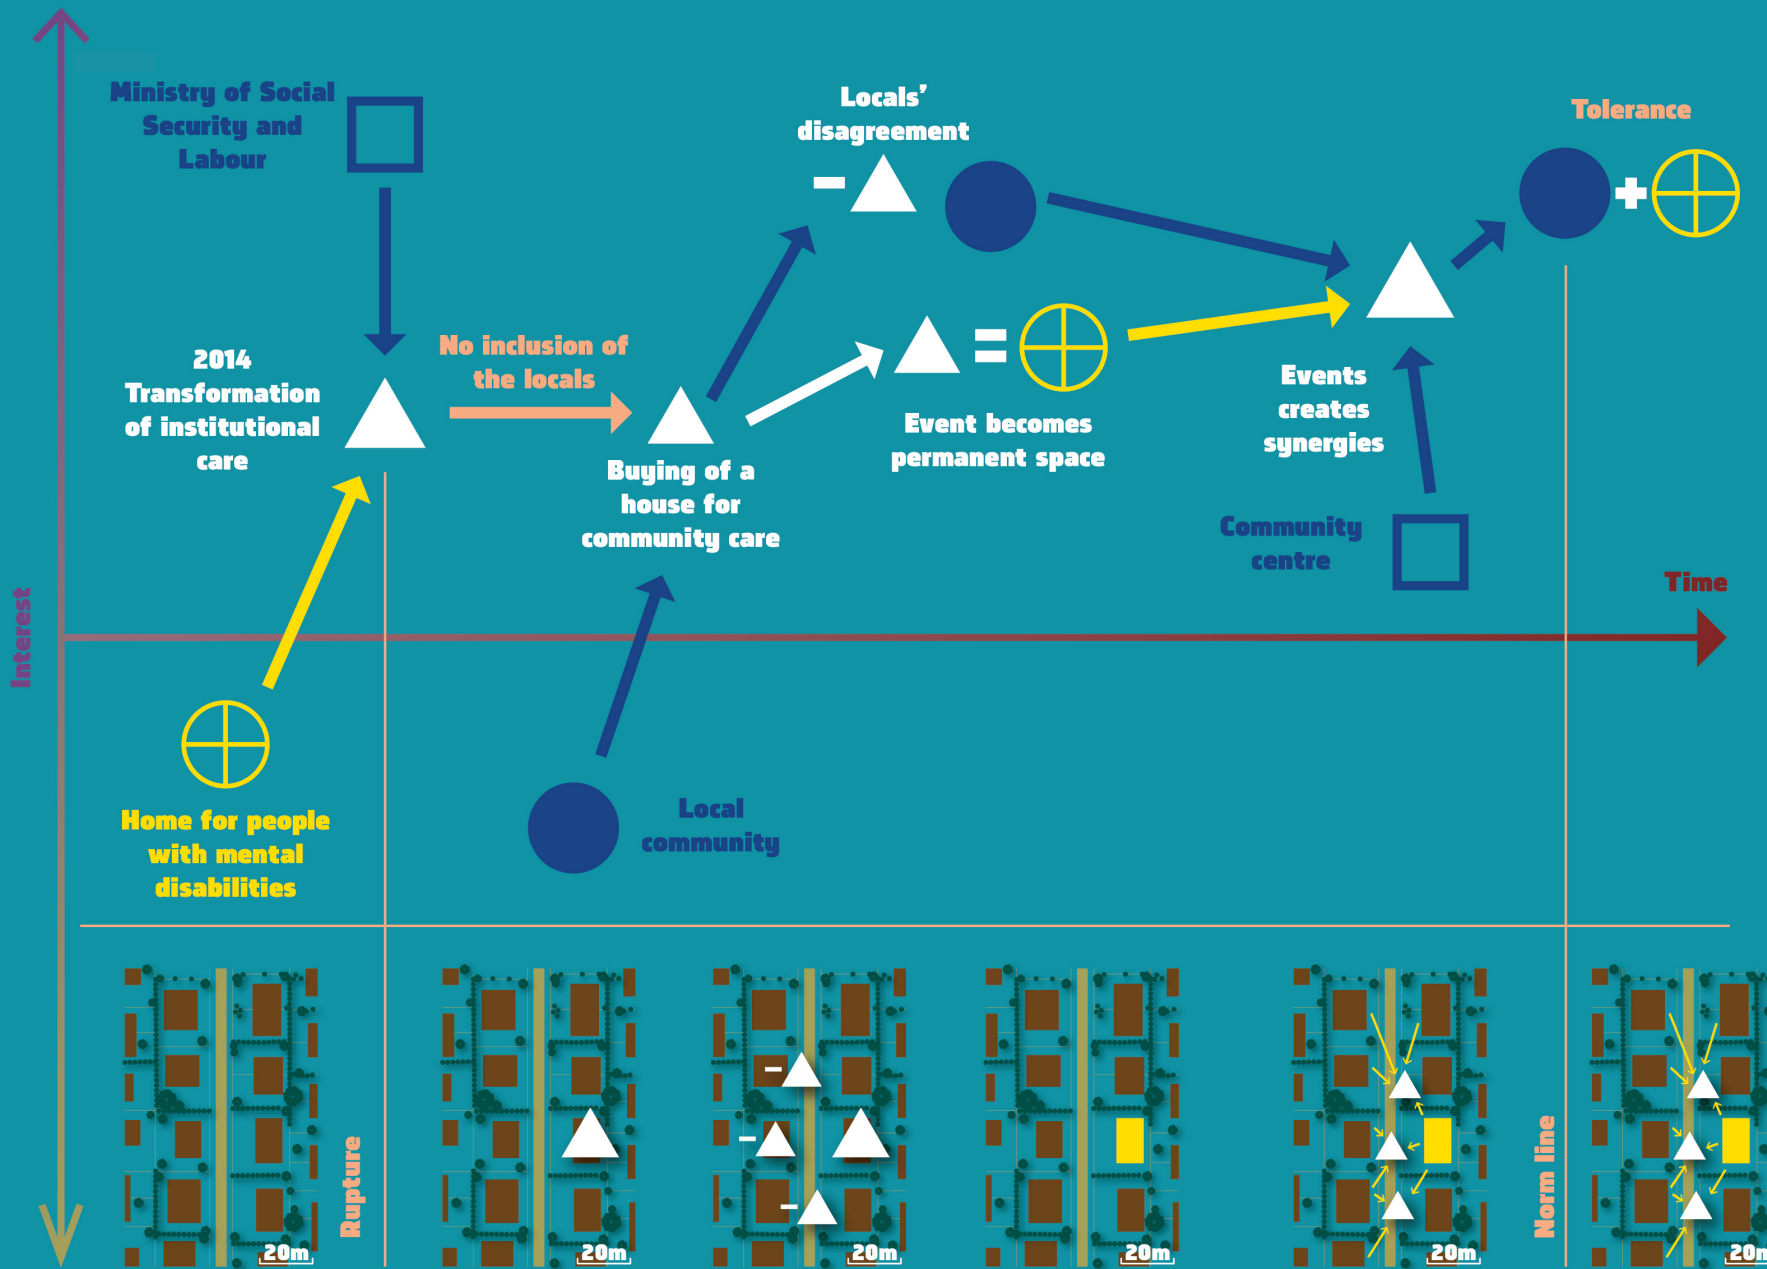 Ministry of Social
Security and
Labour
Locals’
disagreement
Tolerance
2014
Transformation
of institutional
care
No inclusion of
the locals
Buying of a
house for
community care
Event becomes
permanent space
Events
creates
synergies
Community
centre
Time
Interest
Home for people
with mental
disabilities
Local
community
Rupture
Norm line
20m
20m
20m
20m
20m
20m